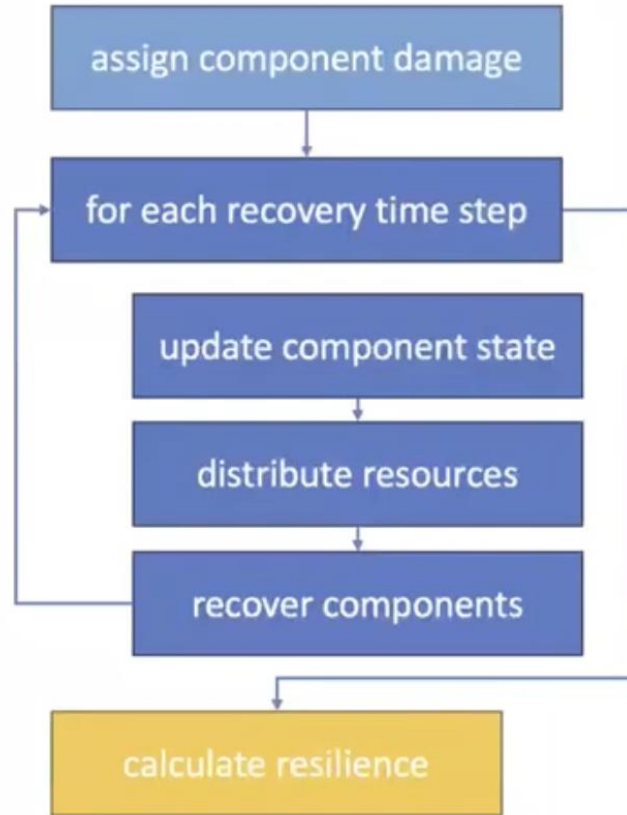 assign component damage
for each recovery time step
update component state
distribute resources
recover components
calculate resilience